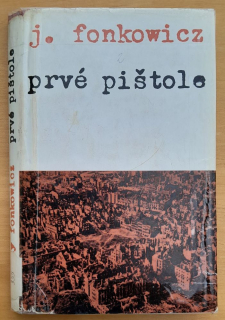 j. fonkowicz
prvé pištole
y fonkowicz prvé pištole